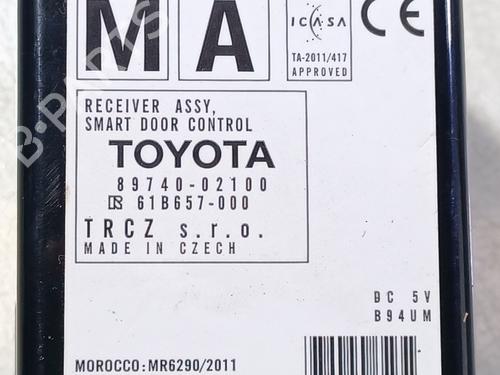 M A
ICASA
TA-2011/417
APPROVED
CE
RECEIVER ASSY,
SMART DOOR CONTROL
TOYOTA
89740-02100
61B657-000
TRCZ s.r.o.
MADE IN CZECH
DC 5V
B94UM
MOROCCO:MR6290/2011
B-PARTS